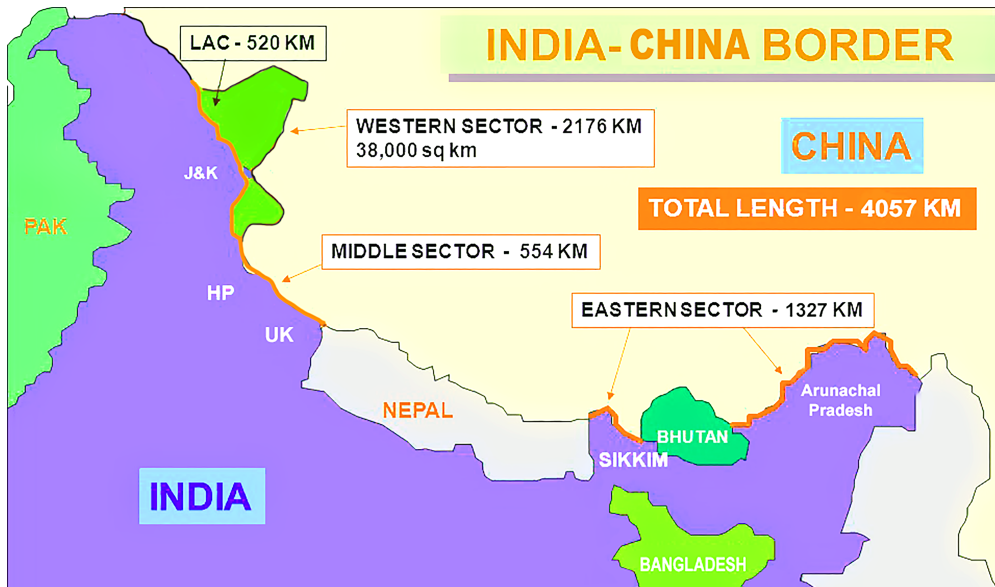 INDIA- CHINA BORDER
LAC - 520 KM
WESTERN SECTOR - 2176 KM
38,000 sq km
CHINA
J&K
TOTAL LENGTH - 4057 KM
PAK
MIDDLE SECTOR - 554 KM
HP
EASTERN SECTOR - 1327 KM
UK
Arunachal
Pradesh
NEPAL
BHUTAN
SIKKIM
INDIA
BANGLADESH